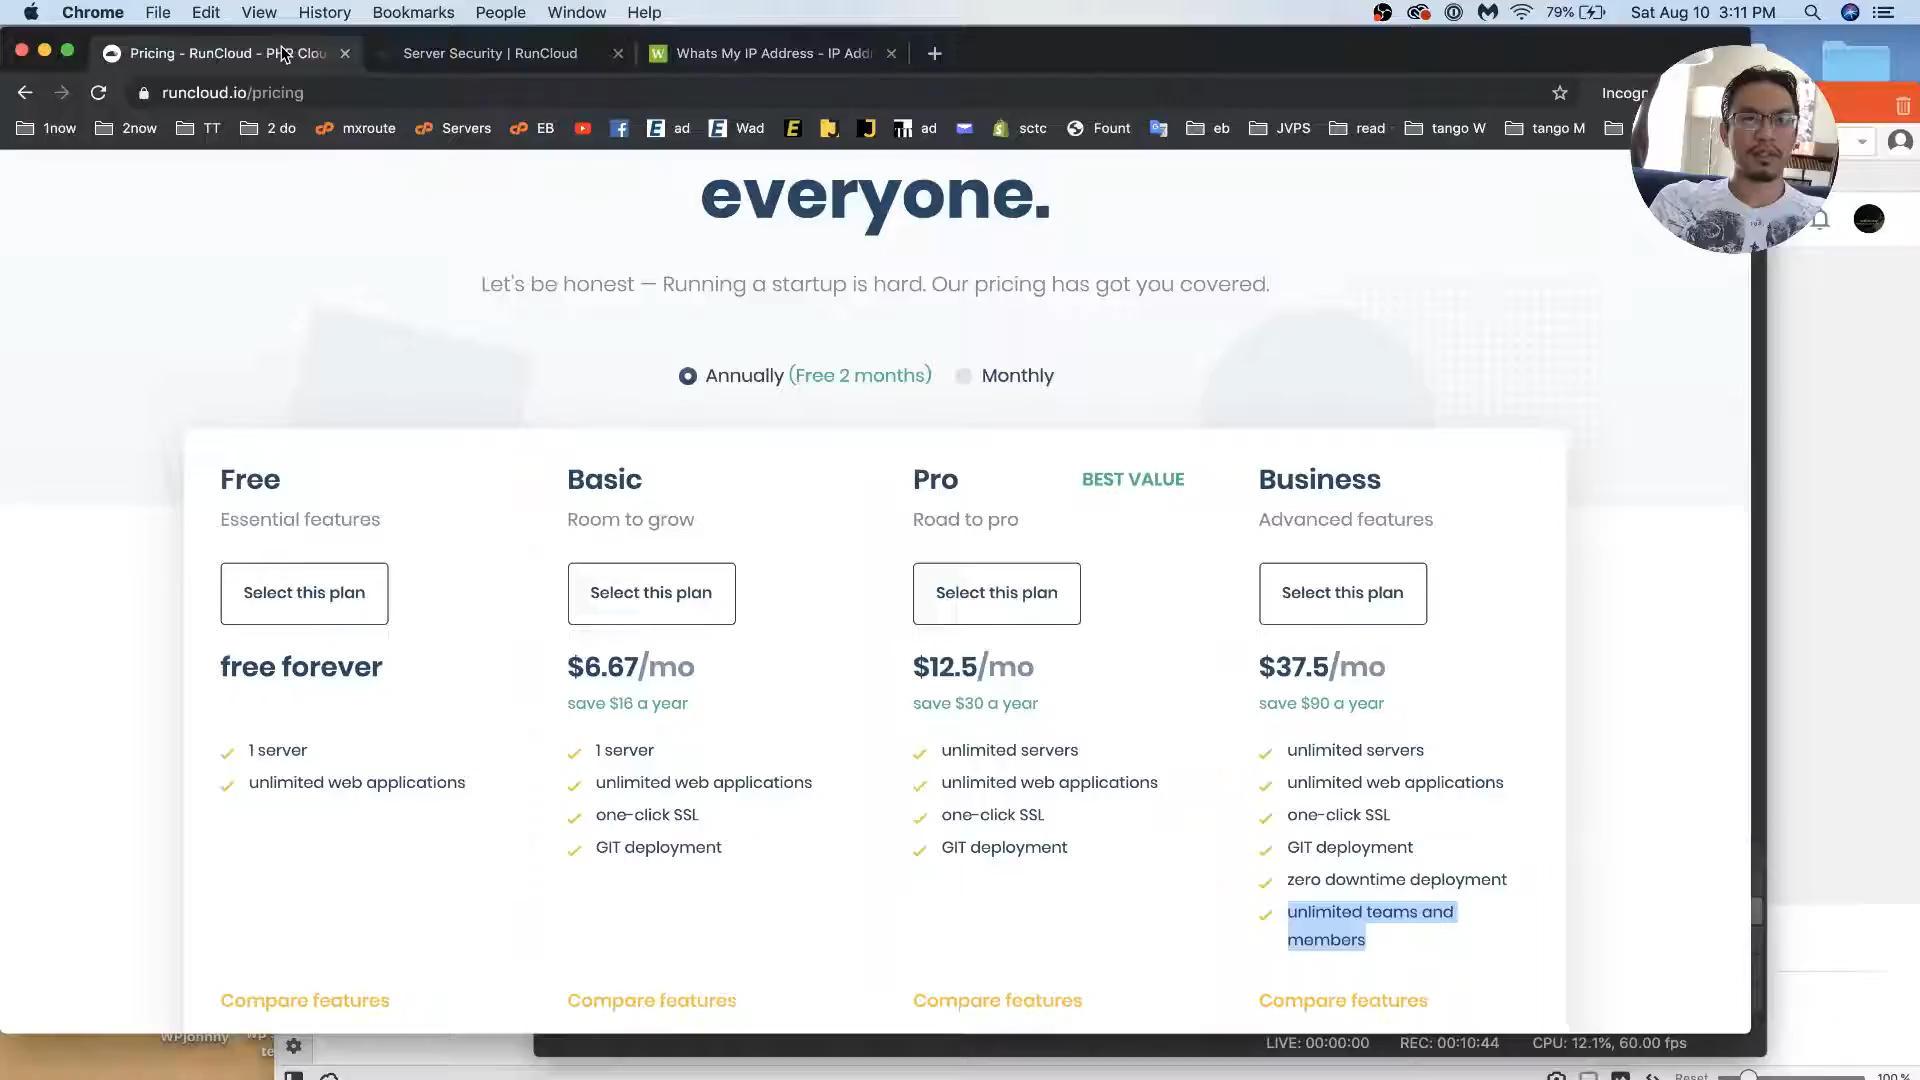 Chrome File Edit View History Bookmarks People Window Help
79% Sat Aug 10 3:11 PM
Pricing - RunCloud - PHP Clou
Server Security | RunCloud
Whats My IP Address - IP Add
runcloud.io/pricing
Incogn
1now 2now TT 2 do mxroute Servers EB ad Wad ad sctc Fount eb JVPS read tango W tango M
everyone.
Let's be honest — Running a startup is hard. Our pricing has got you covered.
Annually (Free 2 months) Monthly
Free
Essential features
Select this plan
free forever
1 server
unlimited web applications
Compare features
Basic
Room to grow
Select this plan
$6.67/mo
save $16 a year
1 server
unlimited web applications
one-click SSL
GIT deployment
Compare features
Pro BEST VALUE
Road to pro
Select this plan
$12.5/mo
save $30 a year
unlimited servers
unlimited web applications
one-click SSL
GIT deployment
Compare features
Business
Advanced features
Select this plan
$37.5/mo
save $90 a year
unlimited servers
unlimited web applications
one-click SSL
GIT deployment
zero downtime deployment
unlimited teams and
members
Compare features
WPJohnny
te
LIVE: 00:00:00 REC: 00:10:44 CPU: 12.1%, 60.00 fps
Reset 100%